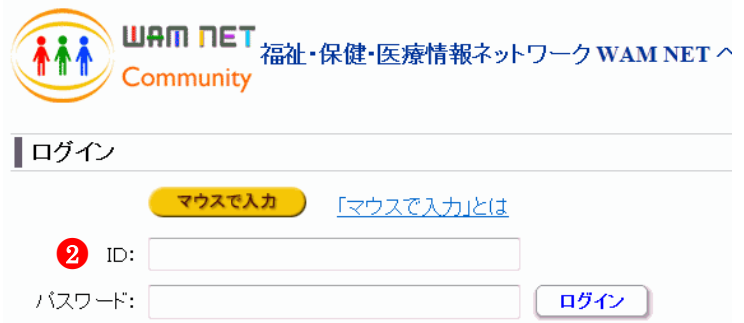 WAM NET
Community
福祉・保健・医療情報ネットワーク WAM NET へ
ログイン
マウスで入力 「マウスで入力」とは
2 ID:
パスワード: ログイン